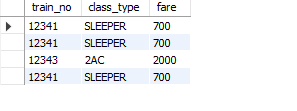 train_no class_type fare
12341 SLEEPER 700
12341 SLEEPER 700
12343 2AC 2000
12341 SLEEPER 700